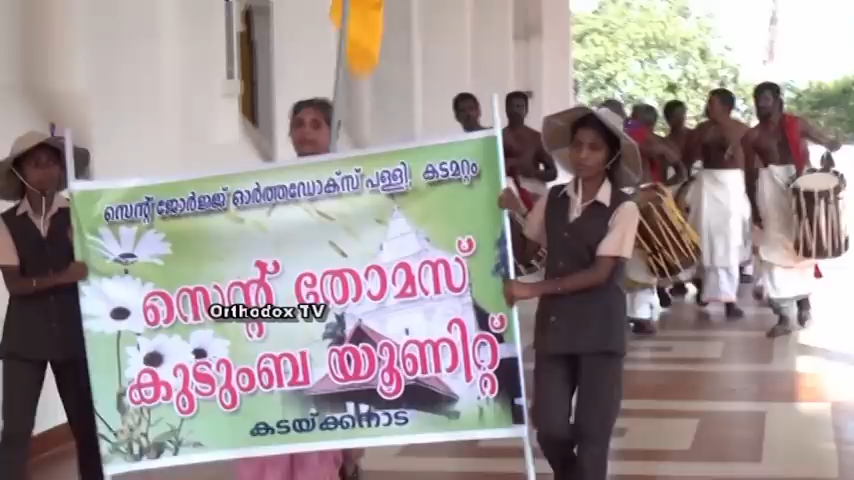 സെന്റ് ജോർജ്ജ് ഓർത്തഡോക്സ് പള്ളി കടമറ്റം
സെന്റ് തോമസ്
Orthodox TV
കുടുംബ യൂണിറ്റ്
കടയ്ക്കനാട